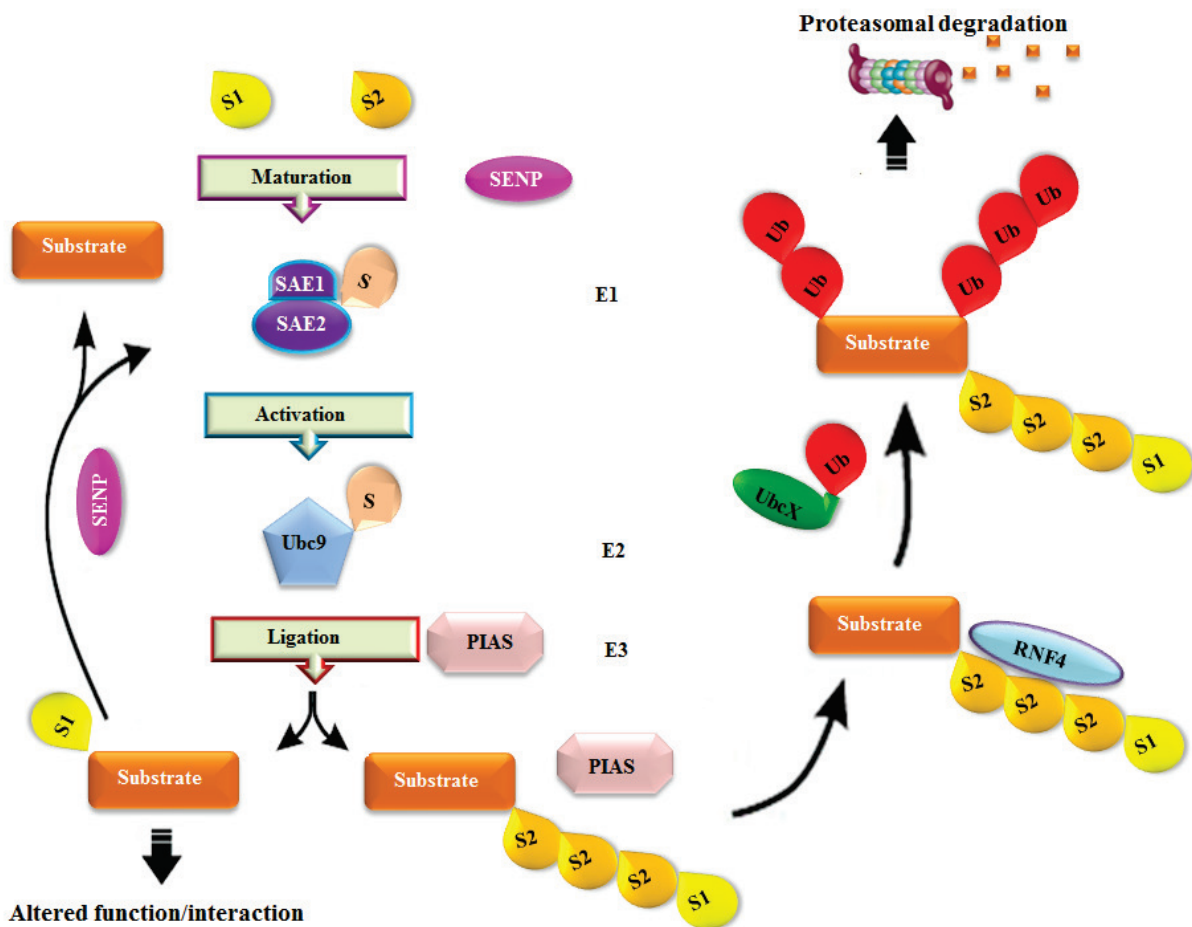 Proteasomal degradation
S1
S2
Maturation
SENP
Substrate
SAE1
S
SAE2
E1
Activation
SENP
S
Ubc9
E2
Ligation
PIAS
E3
S1
Substrate
Substrate
PIAS
S2
S2
S2
S1
Altered function/interaction
Ub
Ub
Ub
Ub
Ub
Substrate
S2
S2
S2
S1
Ub
UbcX
Substrate
RNF4
S2
S2
S2
S1